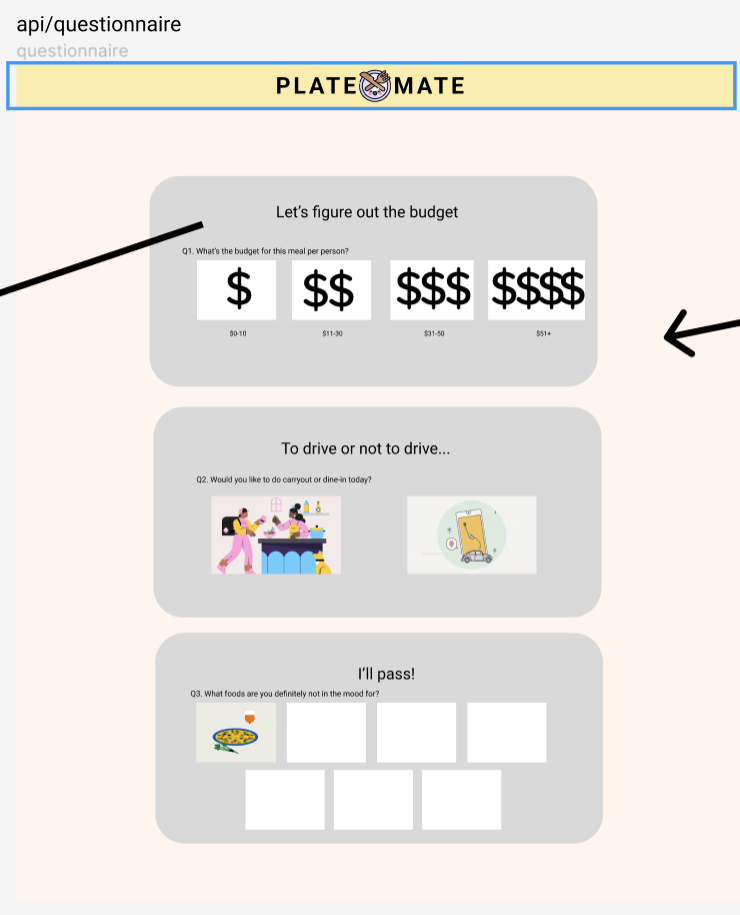 api/questionnaire
questionnaire
PLATE MATE
Let's figure out the budget
Q1. What's the budget for this meal per person?
$ $$ $$$ $$$$
$0-10 $11-30 $31-50 $51+
To drive or not to drive...
Q2. Would you like to do carryout or dine-in today?
I'll pass!
Q3. What foods are you definitely not in the mood for?